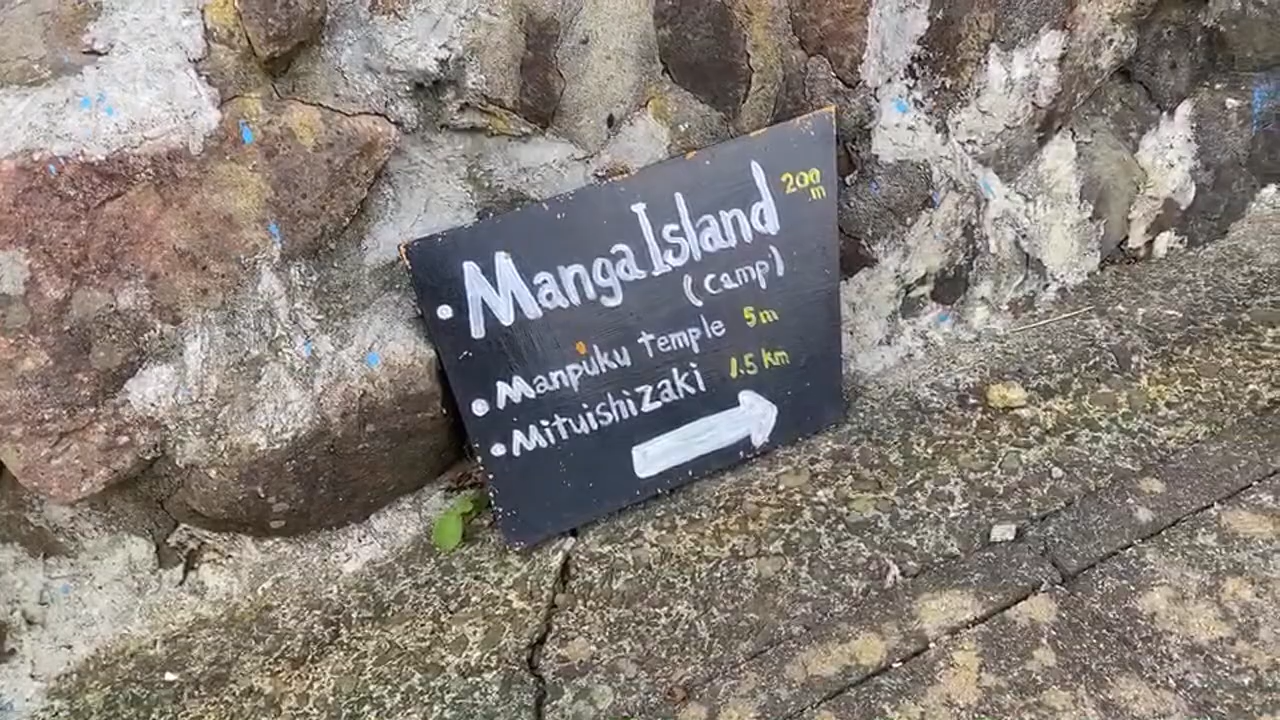 • Manga Island 200m
(camp)
• Manpuku temple 5m
• Mituishizaki 1.5km